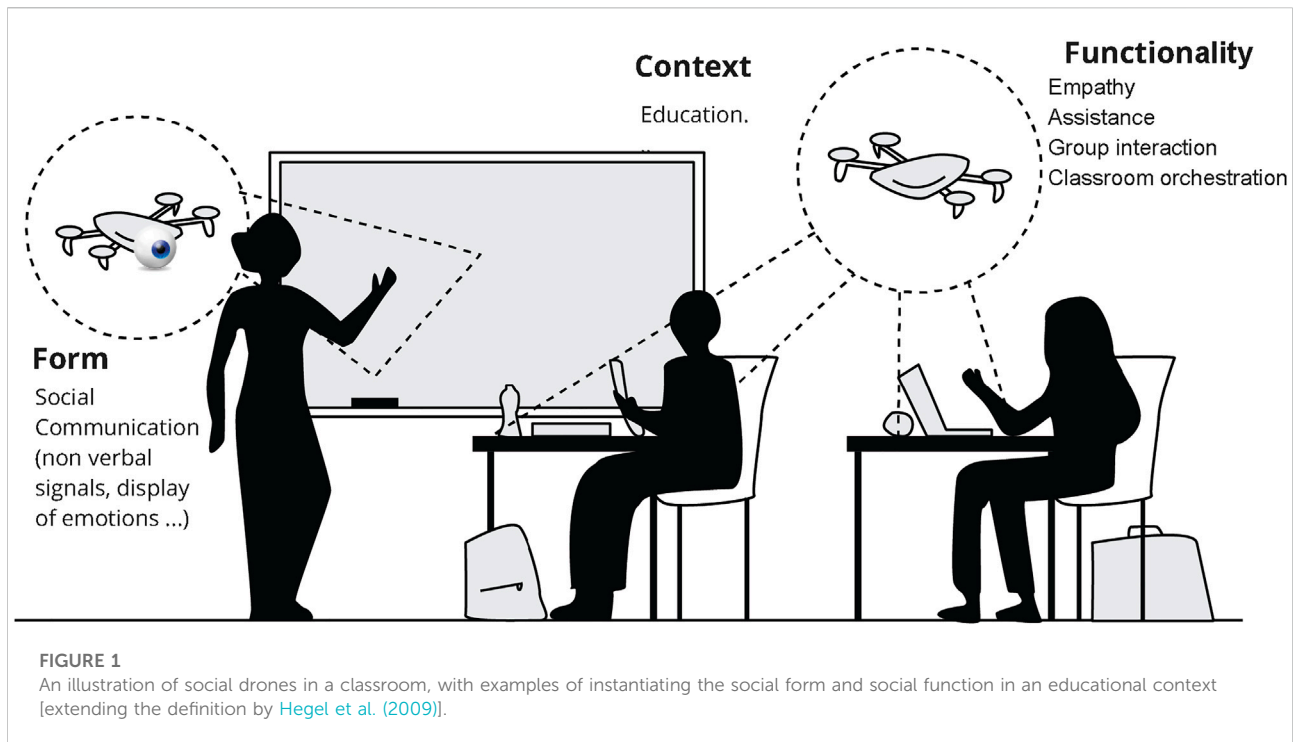 Context
Education.
..
Functionality
Empathy
Assistance
Group interaction
Classroom orchestration
Form
Social
Communication
(non verbal
signals, display
of emotions ...)
FIGURE 1
An illustration of social drones in a classroom, with examples of instantiating the social form and social function in an educational context
[extending the definition by Hegel et al. (2009)].